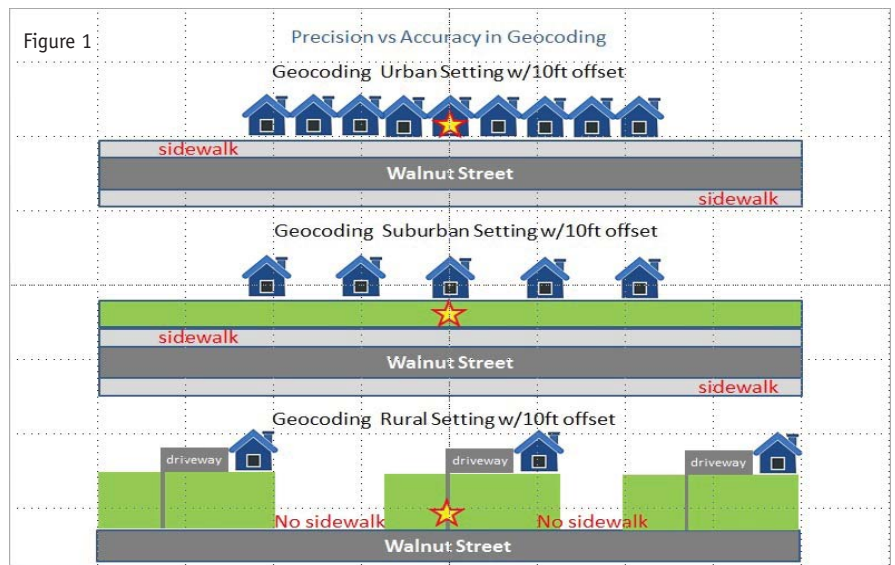 Figure 1
Precision vs Accuracy in Geocoding
Geocoding Urban Setting w/10ft offset
sidewalk
Walnut Street
sidewalk
Geocoding Suburban Setting w/10ft offset
sidewalk
Walnut Street
sidewalk
Geocoding Rural Setting w/10ft offset
driveway
driveway
driveway
No sidewalk
No sidewalk
Walnut Street